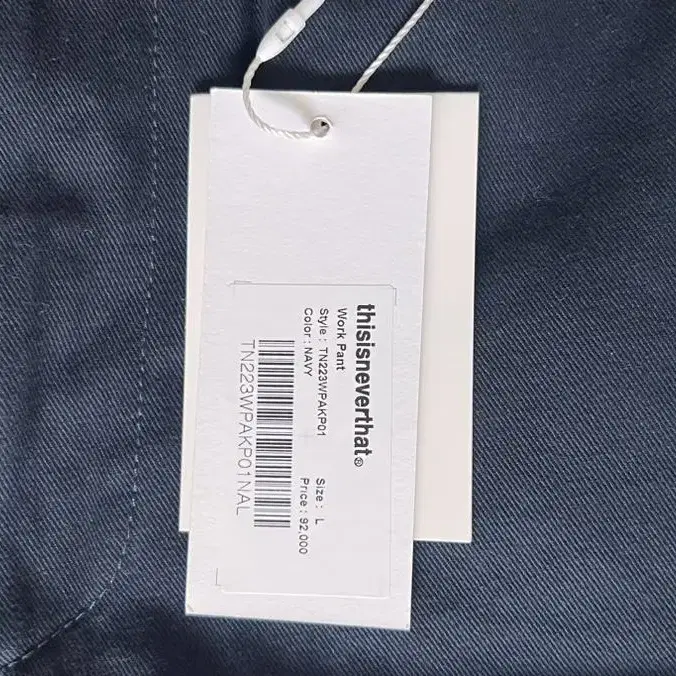 thisisneverthat®
Work Pant
Style : TN223WPAKP01 Size : L
Color : NAVY Price : 92,000
TN223WPAKP01NAL